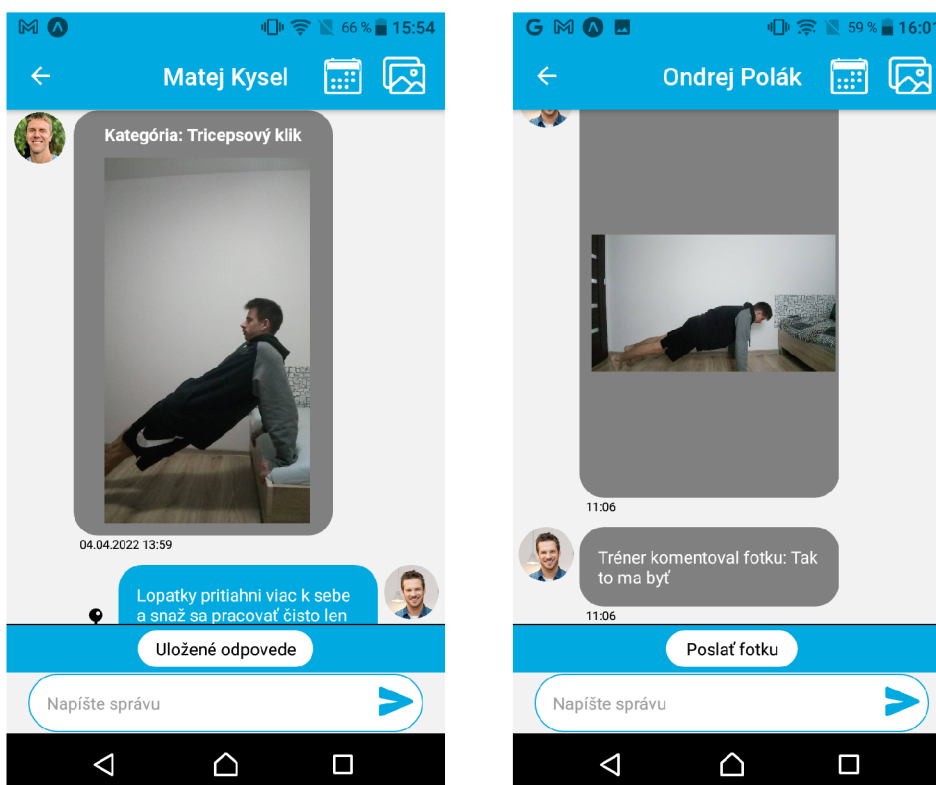 66 % 15:54
Matej Kysel
Kategória: Tricepsový klik
04.04.2022 13:59
Lopatky pritiahni viac k sebe
a snaž sa pracovať čisto len
Uložené odpovede
Napíšte správu
G 59 % 16:01
Ondrej Polák
11:06
Tréner komentoval fotku: Tak
to ma byť
11:06
Poslať fotku
Napíšte správu